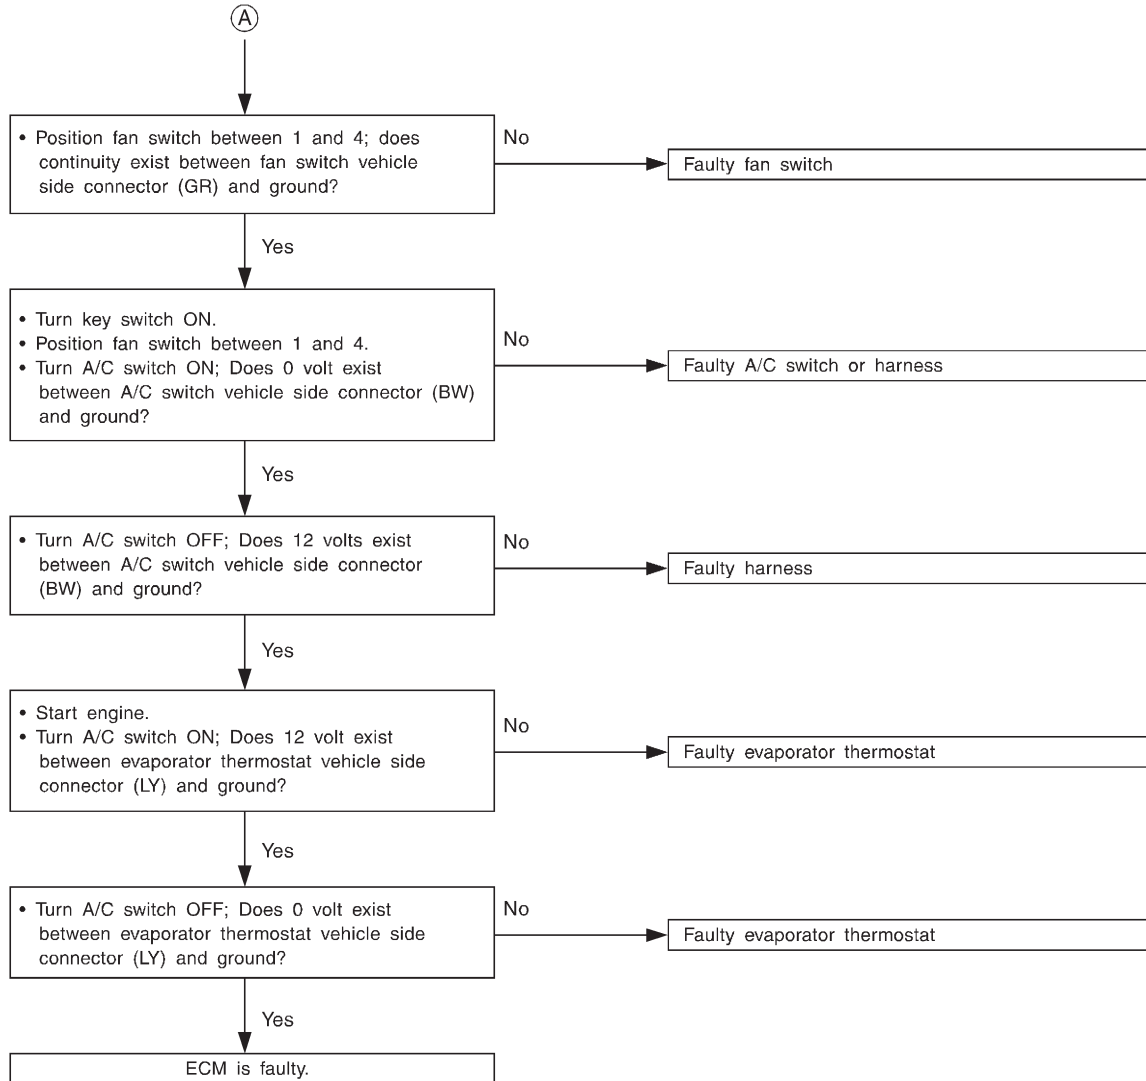 A
• Position fan switch between 1 and 4; does
continuity exist between fan switch vehicle
side connector (GR) and ground?
No
Faulty fan switch
Yes
• Turn key switch ON.
• Position fan switch between 1 and 4.
• Turn A/C switch ON; Does 0 volt exist
between A/C switch vehicle side connector (BW)
and ground?
No
Faulty A/C switch or harness
Yes
• Turn A/C switch OFF; Does 12 volts exist
between A/C switch vehicle side connector
(BW) and ground?
No
Faulty harness
Yes
• Start engine.
• Turn A/C switch ON; Does 12 volt exist
between evaporator thermostat vehicle side
connector (LY) and ground?
No
Faulty evaporator thermostat
Yes
• Turn A/C switch OFF; Does 0 volt exist
between evaporator thermostat vehicle side
connector (LY) and ground?
No
Faulty evaporator thermostat
Yes
ECM is faulty.